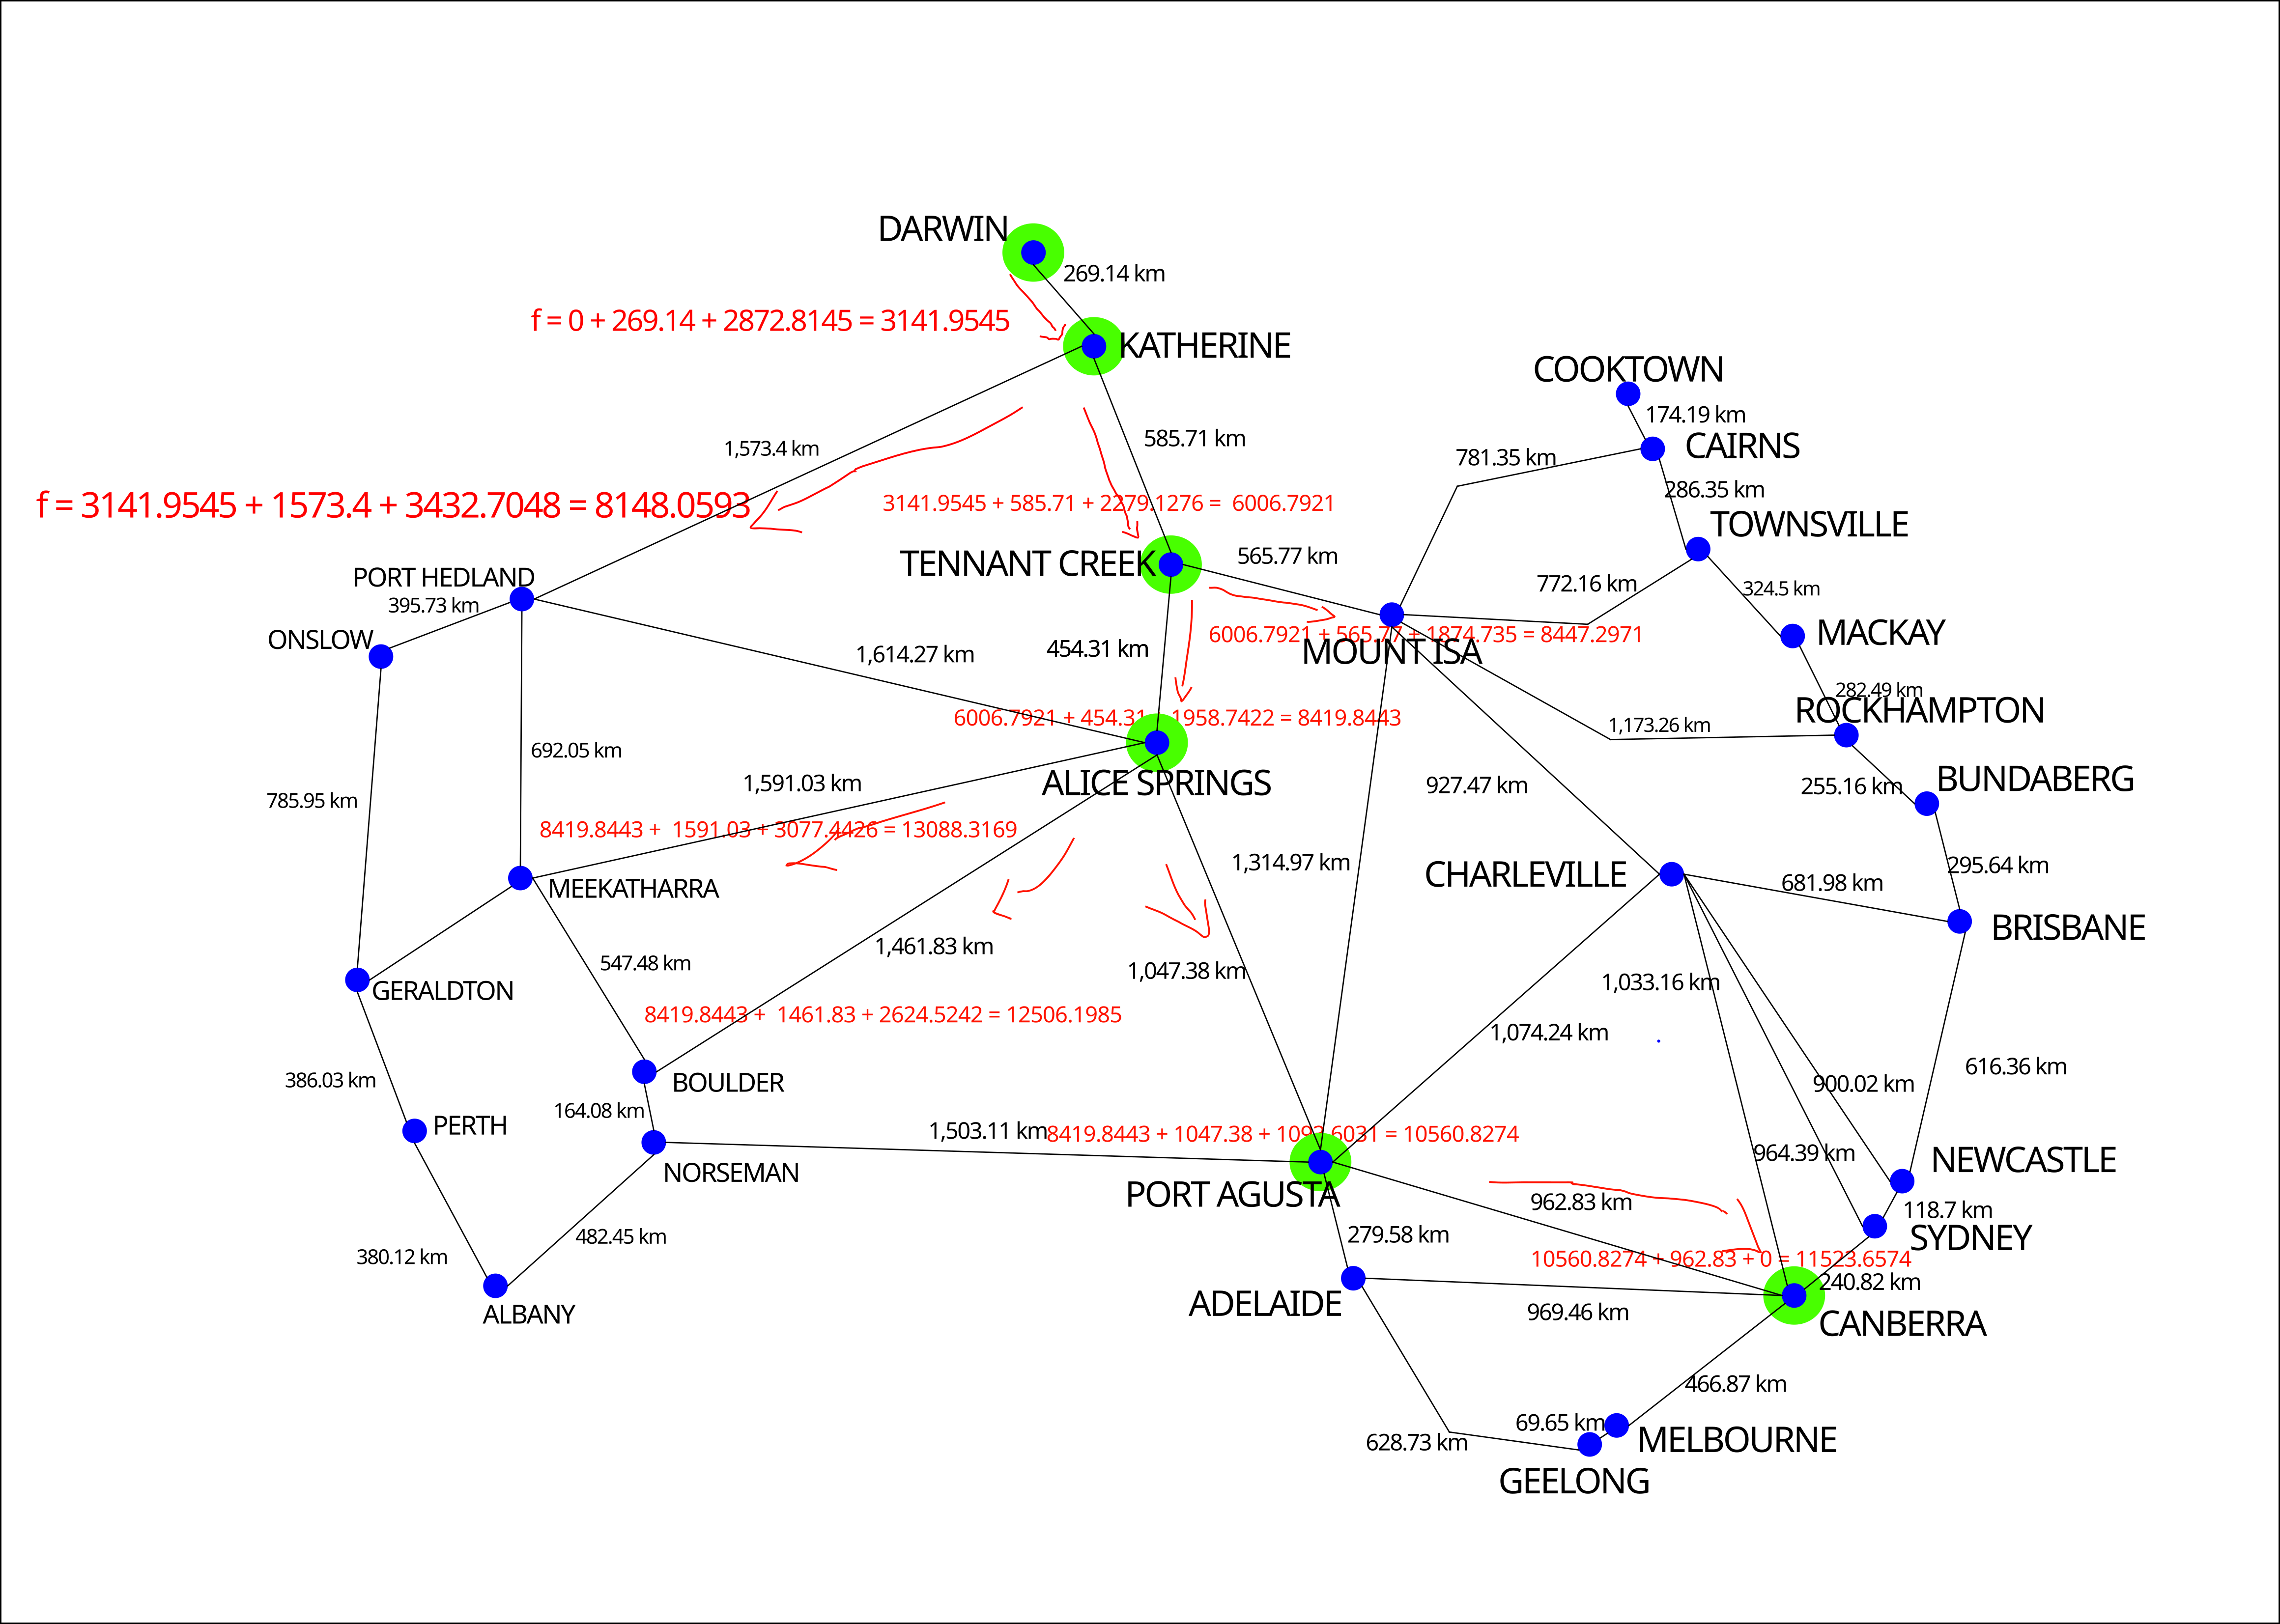 DARWIN
269.14 km
f = 0 + 269.14 + 2872.8145 = 3141.9545
KATHERINE
COOKTOWN
174.19 km
1,573.4 km
585.71 km
781.35 km
CAIRNS
286.35 km
f = 3141.9545 + 1573.4 + 3432.7048 = 8148.0593
3141.9545 + 585.71 + 2279.1276 = 6006.7921
TOWNSVILLE
TENNANT CREEK
565.77 km
PORT HEDLAND
395.73 km
772.16 km
324.5 km
ONSLOW
6006.7921 + 565.77 + 1874.735 = 8447.2971
MACKAY
1,614.27 km
454.31 km
MOUNT ISA
282.49 km
ROCKHAMPTON
6006.7921 + 454.31 1958.7422 = 8419.8443
1,173.26 km
692.05 km
1,591.03 km
ALICE SPRINGS
927.47 km
255.16 km
BUNDABERG
785.95 km
8419.8443 + 1591.03 + 3077.4426 = 13088.3169
1,314.97 km
CHARLEVILLE
681.98 km
295.64 km
MEEKATHARRA
BRISBANE
547.48 km
1,461.83 km
1,047.38 km
1,033.16 km
GERALDTON
8419.8443 + 1461.83 + 2624.5242 = 12506.1985
1,074.24 km
386.03 km
BOULDER
900.02 km
616.36 km
164.08 km
PERTH
1,503.11 km
8419.8443 + 1047.38 + 1093.6031 = 10560.8274
964.39 km
NEWCASTLE
NORSEMAN
PORT AGUSTA
962.83 km
118.7 km
482.45 km
279.58 km
SYDNEY
380.12 km
10560.8274 + 962.83 + 0 = 11523.6574
240.82 km
ALBANY
ADELAIDE
969.46 km
CANBERRA
466.87 km
69.65 km
628.73 km
MELBOURNE
GEELONG